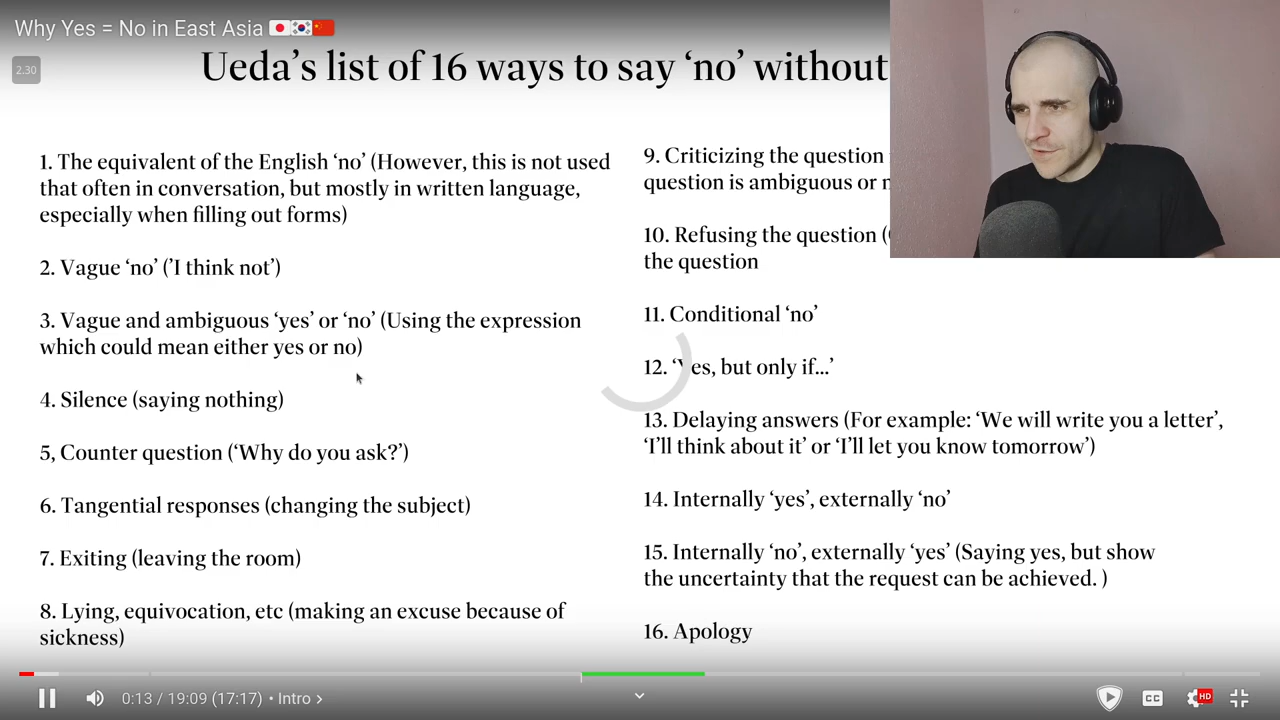 Why Yes = No in East Asia 🇯🇵🇰🇷🇨🇳
2.30
Ueda’s list of 16 ways to say ‘no’ without
1. The equivalent of the English ‘no’ (However, this is not used
that often in conversation, but mostly in written language,
especially when filling out forms)
2. Vague ‘no’ (’I think not’)
3. Vague and ambiguous ‘yes’ or ‘no’ (Using the expression
which could mean either yes or no)
4. Silence (saying nothing)
5, Counter question (‘Why do you ask?’)
6. Tangential responses (changing the subject)
7. Exiting (leaving the room)
8. Lying, equivocation, etc (making an excuse because of
sickness)
9. Criticizing the question
question is ambiguous or
10. Refusing the question (
the question
11. Conditional ‘no’
12. ‘Yes, but only if...’
13. Delaying answers (For example: ‘We will write you a letter’,
‘I’ll think about it’ or ‘I’ll let you know tomorrow’)
14. Internally ‘yes’, externally ‘no’
15. Internally ‘no’, externally ‘yes’ (Saying yes, but show
the uncertainty that the request can be achieved. )
16. Apology
0:13 / 19:09 (17:17) • Intro >
CC
HD